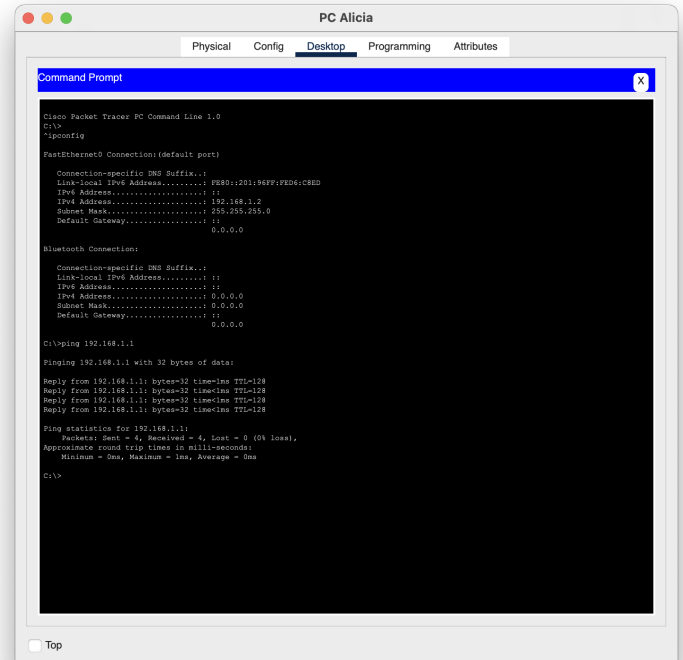 PC Alicia
Physical Config Desktop Programming Attributes
Command Prompt X
Cisco Packet Tracer PC Command Line 1.0
C:\>
^ipconfig
FastEthernet0 Connection:(default port)
Connection-specific DNS Suffix..:
Link-local IPv6 Address.........: FE80::201:96FF:FED6:C8ED
IPv6 Address....................: ::
IPv4 Address....................: 192.168.1.2
Subnet Mask.....................: 255.255.255.0
Default Gateway.................: ::
0.0.0.0
Bluetooth Connection:
Connection-specific DNS Suffix..:
Link-local IPv6 Address.........: ::
IPv6 Address....................: ::
IPv4 Address....................: 0.0.0.0
Subnet Mask.....................: 0.0.0.0
Default Gateway.................: ::
0.0.0.0
C:\>ping 192.168.1.1
Pinging 192.168.1.1 with 32 bytes of data:
Reply from 192.168.1.1: bytes=32 time=1ms TTL=128
Reply from 192.168.1.1: bytes=32 time<1ms TTL=128
Reply from 192.168.1.1: bytes=32 time<1ms TTL=128
Reply from 192.168.1.1: bytes=32 time<1ms TTL=128
Ping statistics for 192.168.1.1:
Packets: Sent = 4, Received = 4, Lost = 0 (0% loss),
Approximate round trip times in milli-seconds:
Minimum = 0ms, Maximum = 1ms, Average = 0ms
C:\>
Top